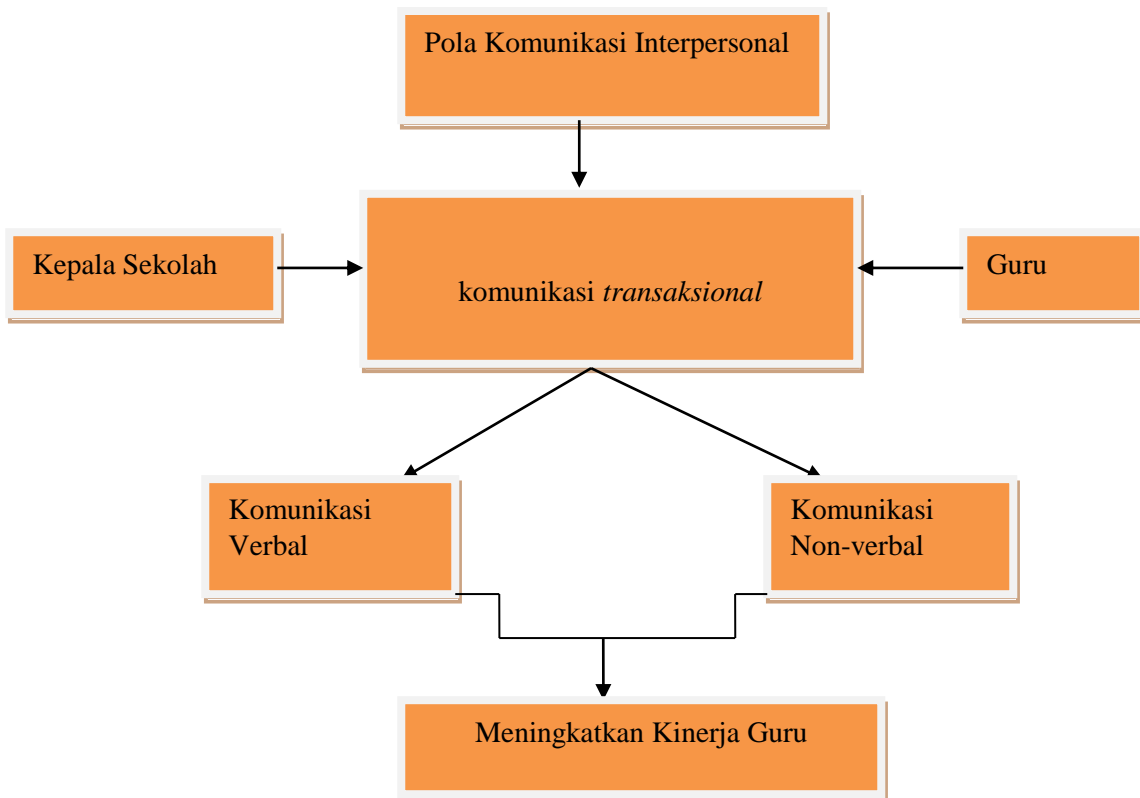 Pola Komunikasi Interpersonal
Kepala Sekolah
komunikasi transaksional
Guru
Komunikasi
Verbal
Komunikasi
Non-verbal
Meningkatkan Kinerja Guru